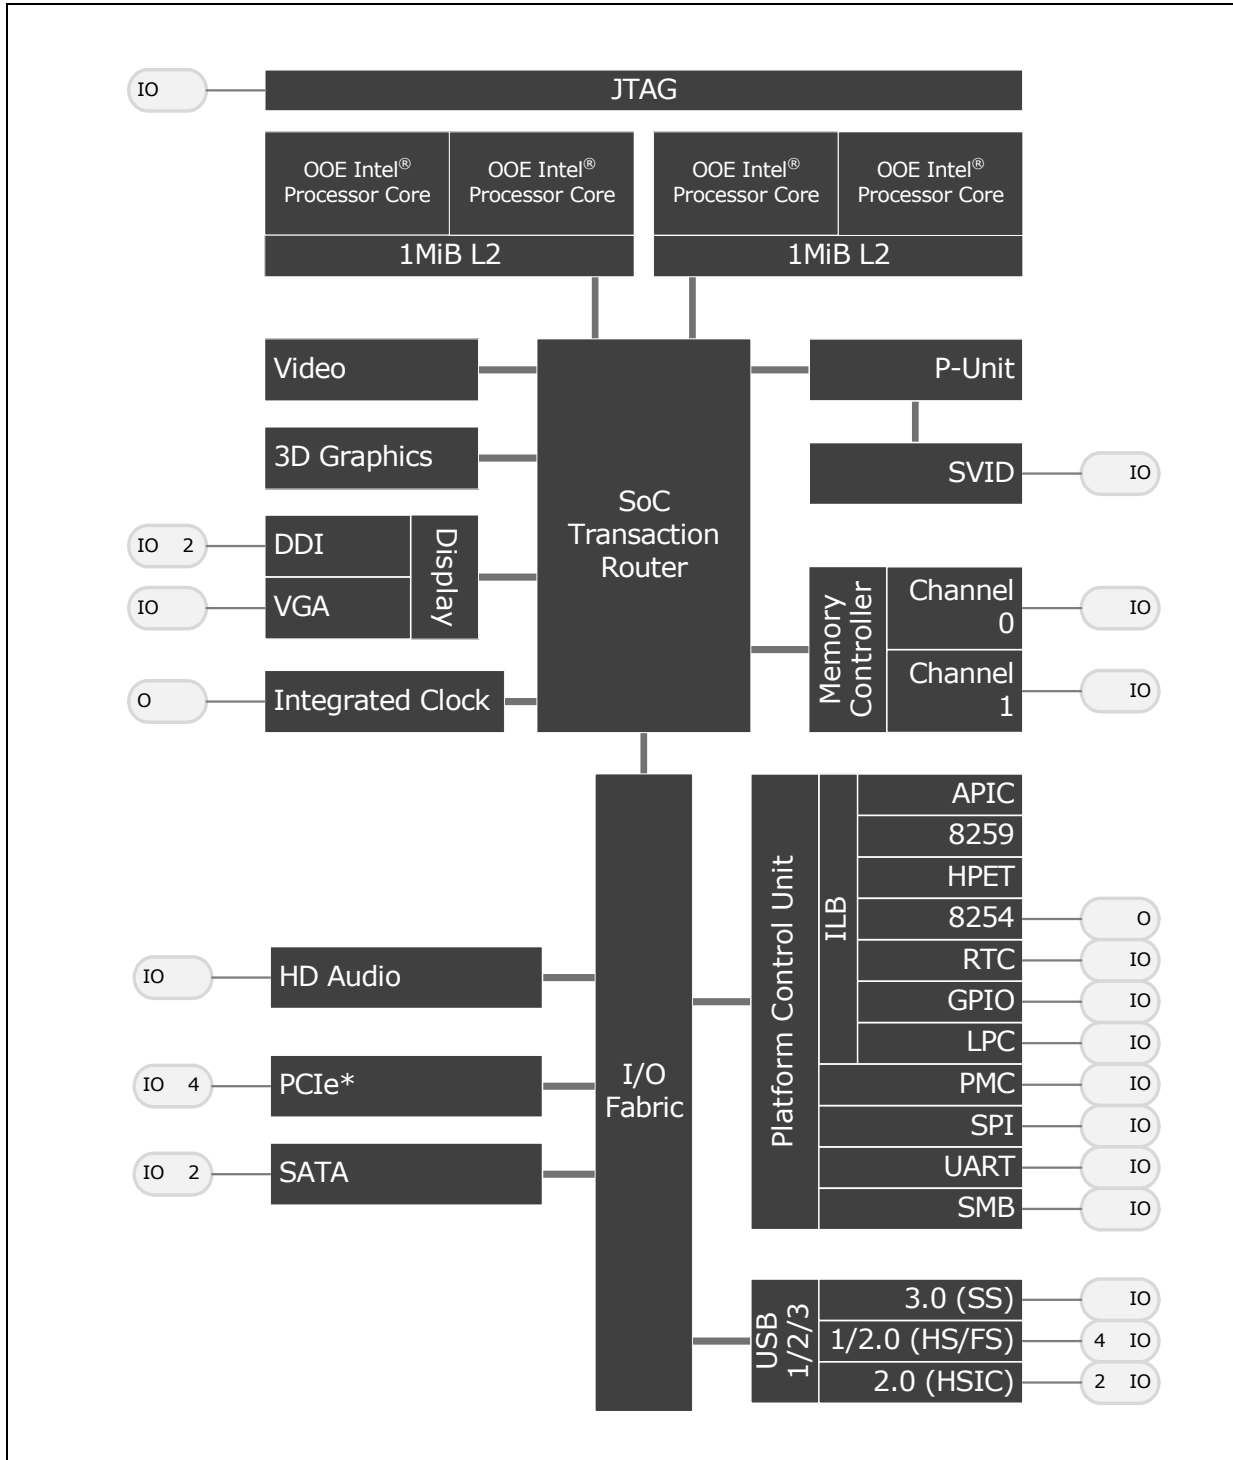 IO
JTAG
OOE Intel®
Processor Core
OOE Intel®
Processor Core
OOE Intel®
Processor Core
OOE Intel®
Processor Core
1MiB L2
1MiB L2
Video
P-Unit
3D Graphics
SVID
IO
SoC
Transaction
Router
IO 2
DDI
IO
VGA
Display
Memory
Controller
Channel
0
IO
Channel
1
IO
O
Integrated Clock
Platform Control Unit
ILB
APIC
8259
HPET
8254
O
RTC
IO
GPIO
IO
LPC
IO
PMC
IO
SPI
IO
UART
IO
SMB
IO
IO
HD Audio
IO 4
PCIe*
IO 2
SATA
I/O
Fabric
USB
1/2/3
3.0 (SS)
IO
1/2.0 (HS/FS)
4 IO
2.0 (HSIC)
2 IO